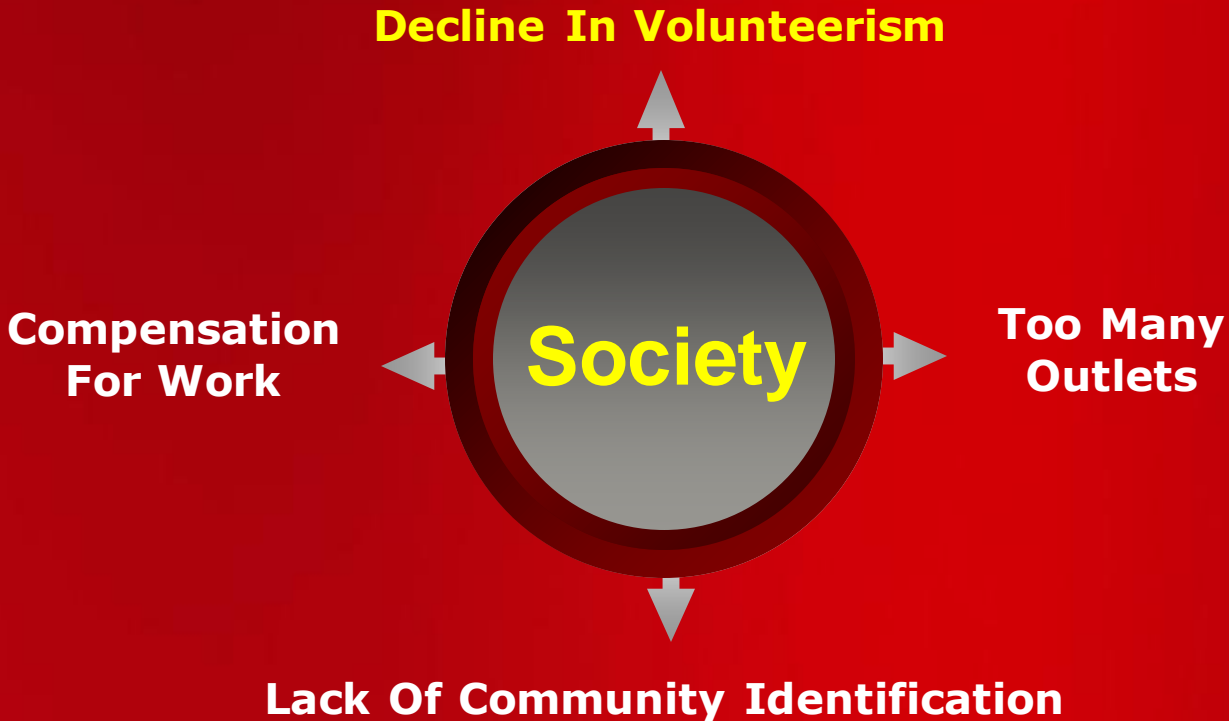 Decline In Volunteerism
Compensation
For Work
Society
Too Many
Outlets
Lack Of Community Identification